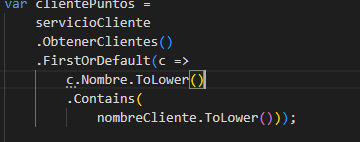 var clientePuntos =
servicioCliente
.ObtenerClientes()
.FirstOrDefault(c =>
c.Nombre.ToLower()
.Contains(
nombreCliente.ToLower()));